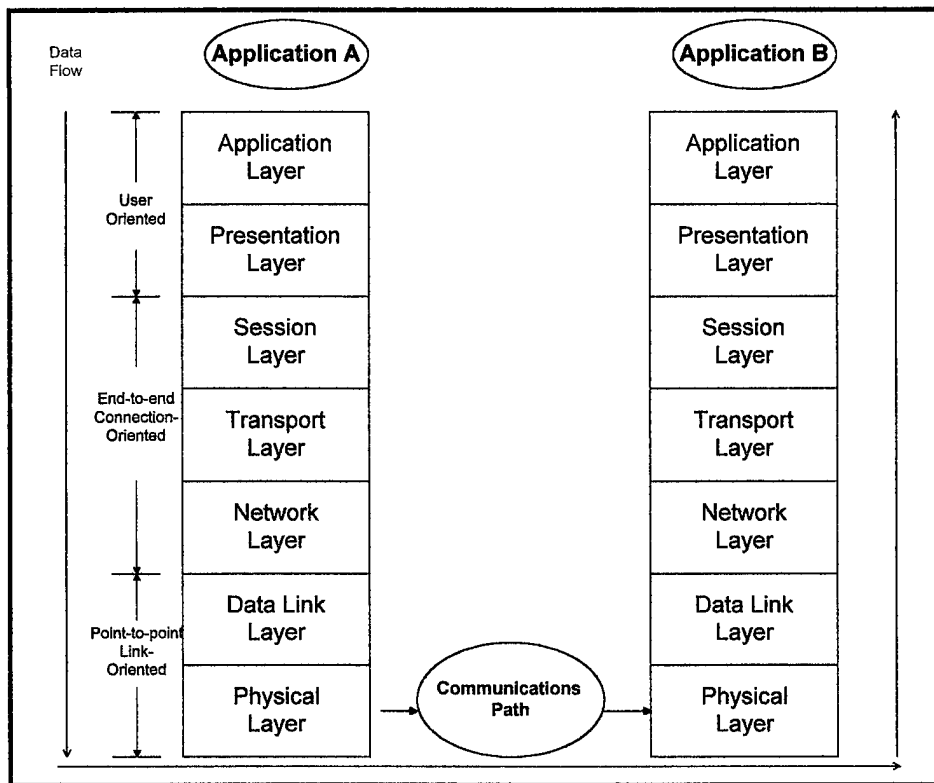 Data
Flow
Application A
Application B
User
Oriented
End-to-end
Connection-
Oriented
Point-to-point
Link-
Oriented
Application
Layer
Presentation
Layer
Session
Layer
Transport
Layer
Network
Layer
Data Link
Layer
Physical
Layer
Communications
Path
Application
Layer
Presentation
Layer
Session
Layer
Transport
Layer
Network
Layer
Data Link
Layer
Physical
Layer